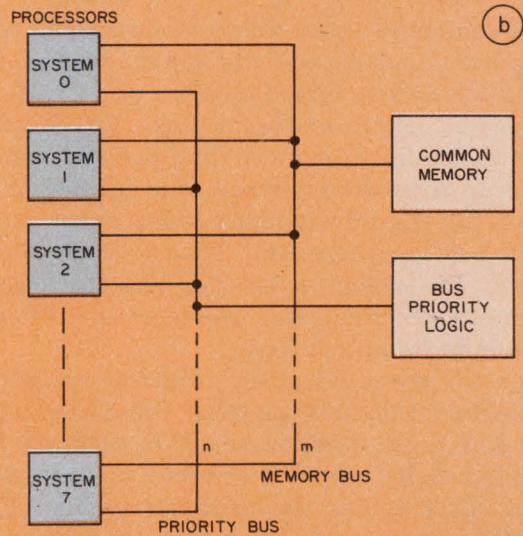 PROCESSORS
b
SYSTEM
0
SYSTEM
1
COMMON
MEMORY
SYSTEM
2
BUS
PRIORITY
LOGIC
n
m
MEMORY BUS
SYSTEM
7
PRIORITY BUS